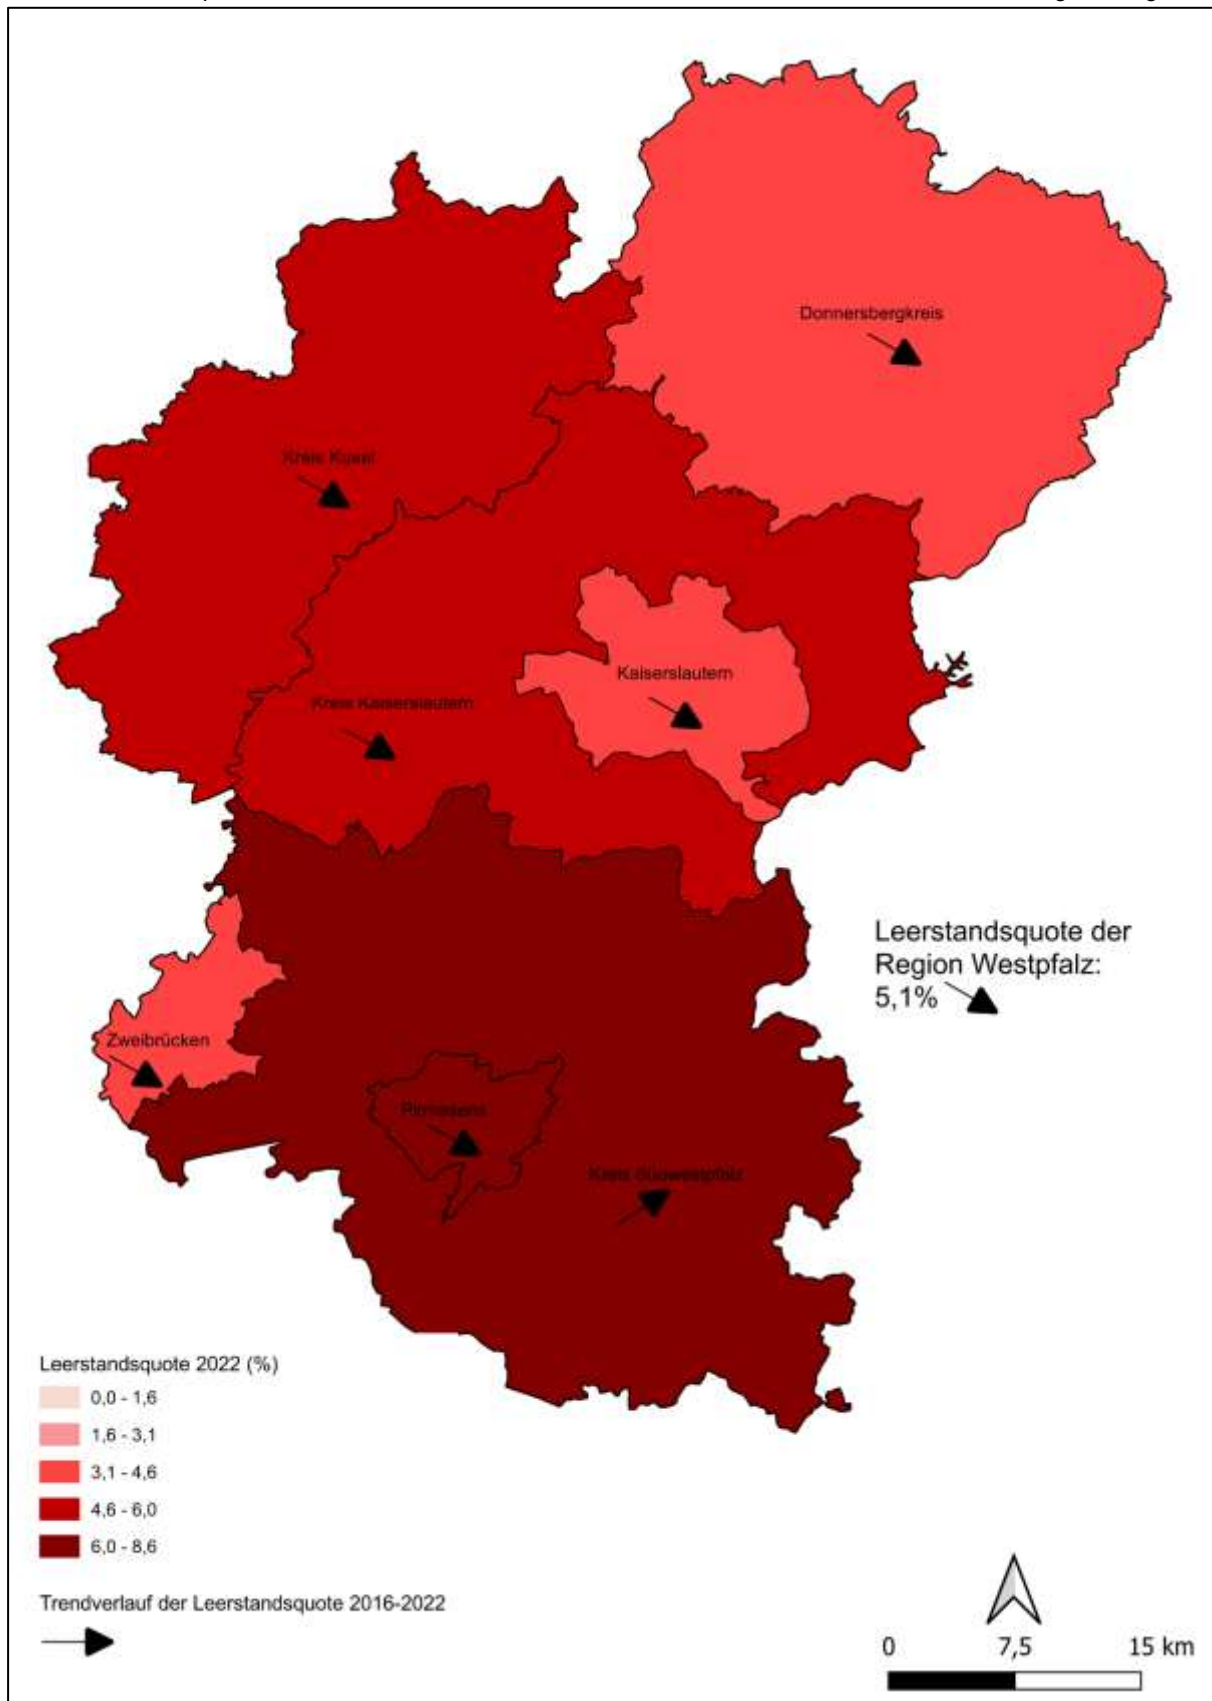 Donnersbergkreis
Kreis Kusel
Kaiserslautern
Kreis Kaiserslautern
Leerstandsquote der
Region Westpfalz:
5,1%
Zweibrücken
Pirmasens
Kreis Südwestpfalz
Leerstandsquote 2022 (%)
0,0 - 1,6
1,6 - 3,1
3,1 - 4,6
4,6 - 6,0
6,0 - 8,6
Trendverlauf der Leerstandsquote 2016-2022
0 7,5 15 km